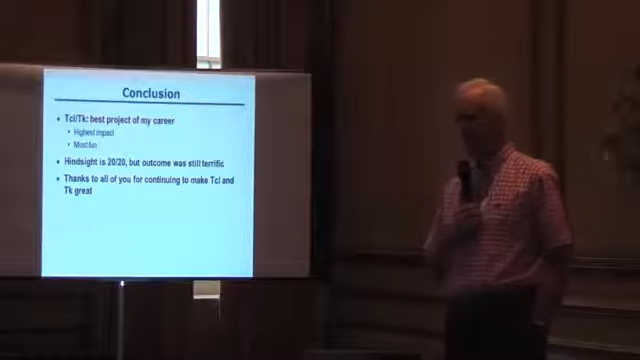 Conclusion
• Tcl/Tk: best project of my career
• Highest impact
• Most fun
• Hindsight is 20/20, but outcome was still terrific
• Thanks to all of you for continuing to make Tcl and
Tk great